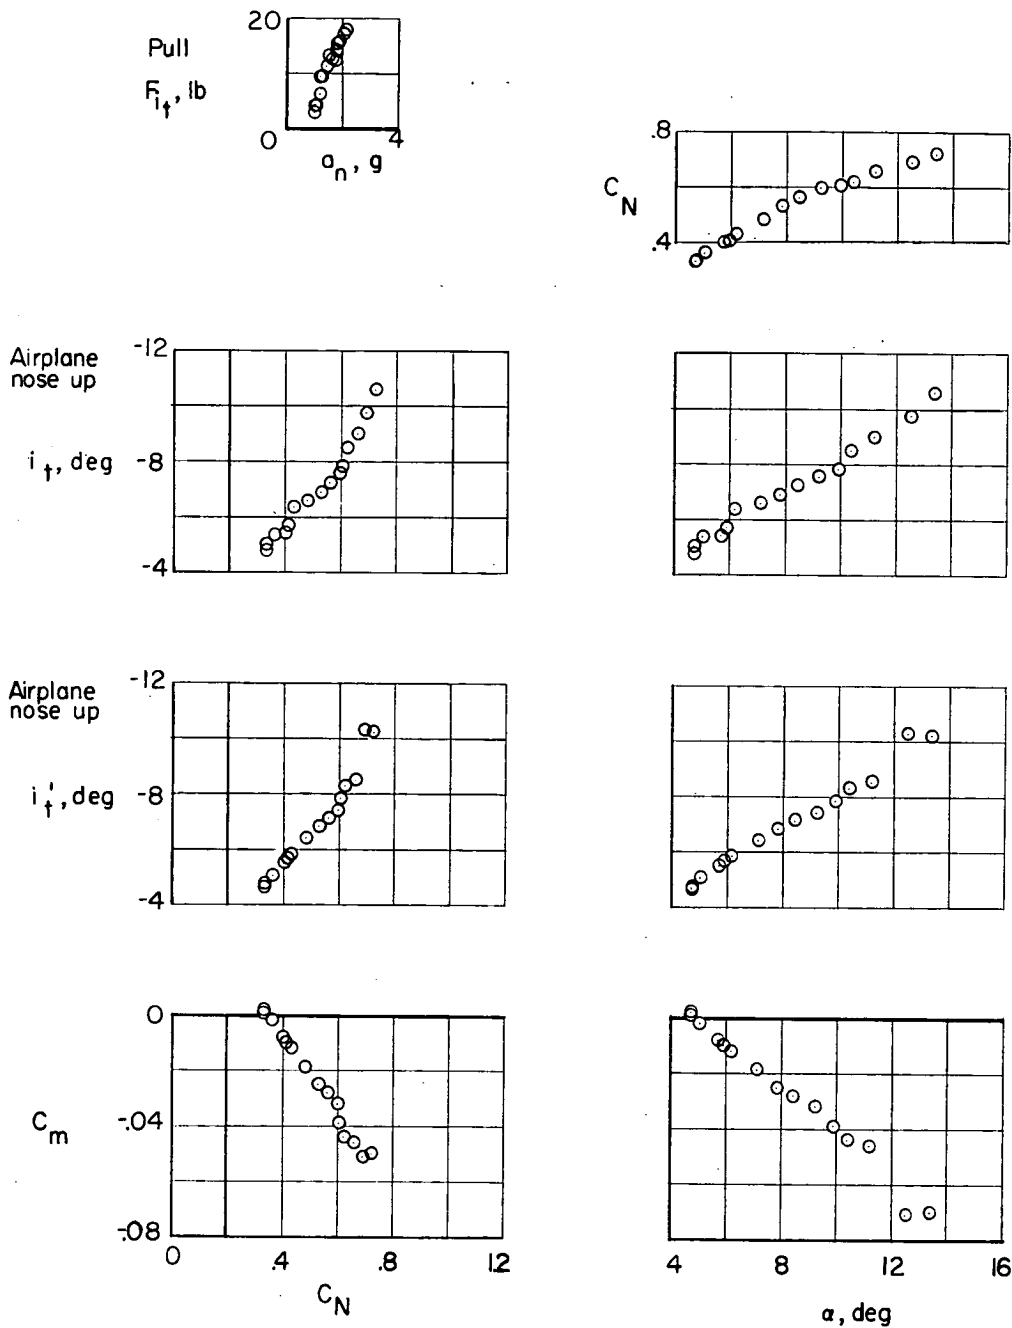 20
Pull
F_it, lb
0
4
a_n, g
.8
C_N
.4
Airplane
nose up
-12
i_t, deg
-8
-4
Airplane
nose up
-12
i_t', deg
-8
-4
0
C_m
-.04
-.08
0 .4 .8 1.2
C_N
4 8 12 16
α, deg